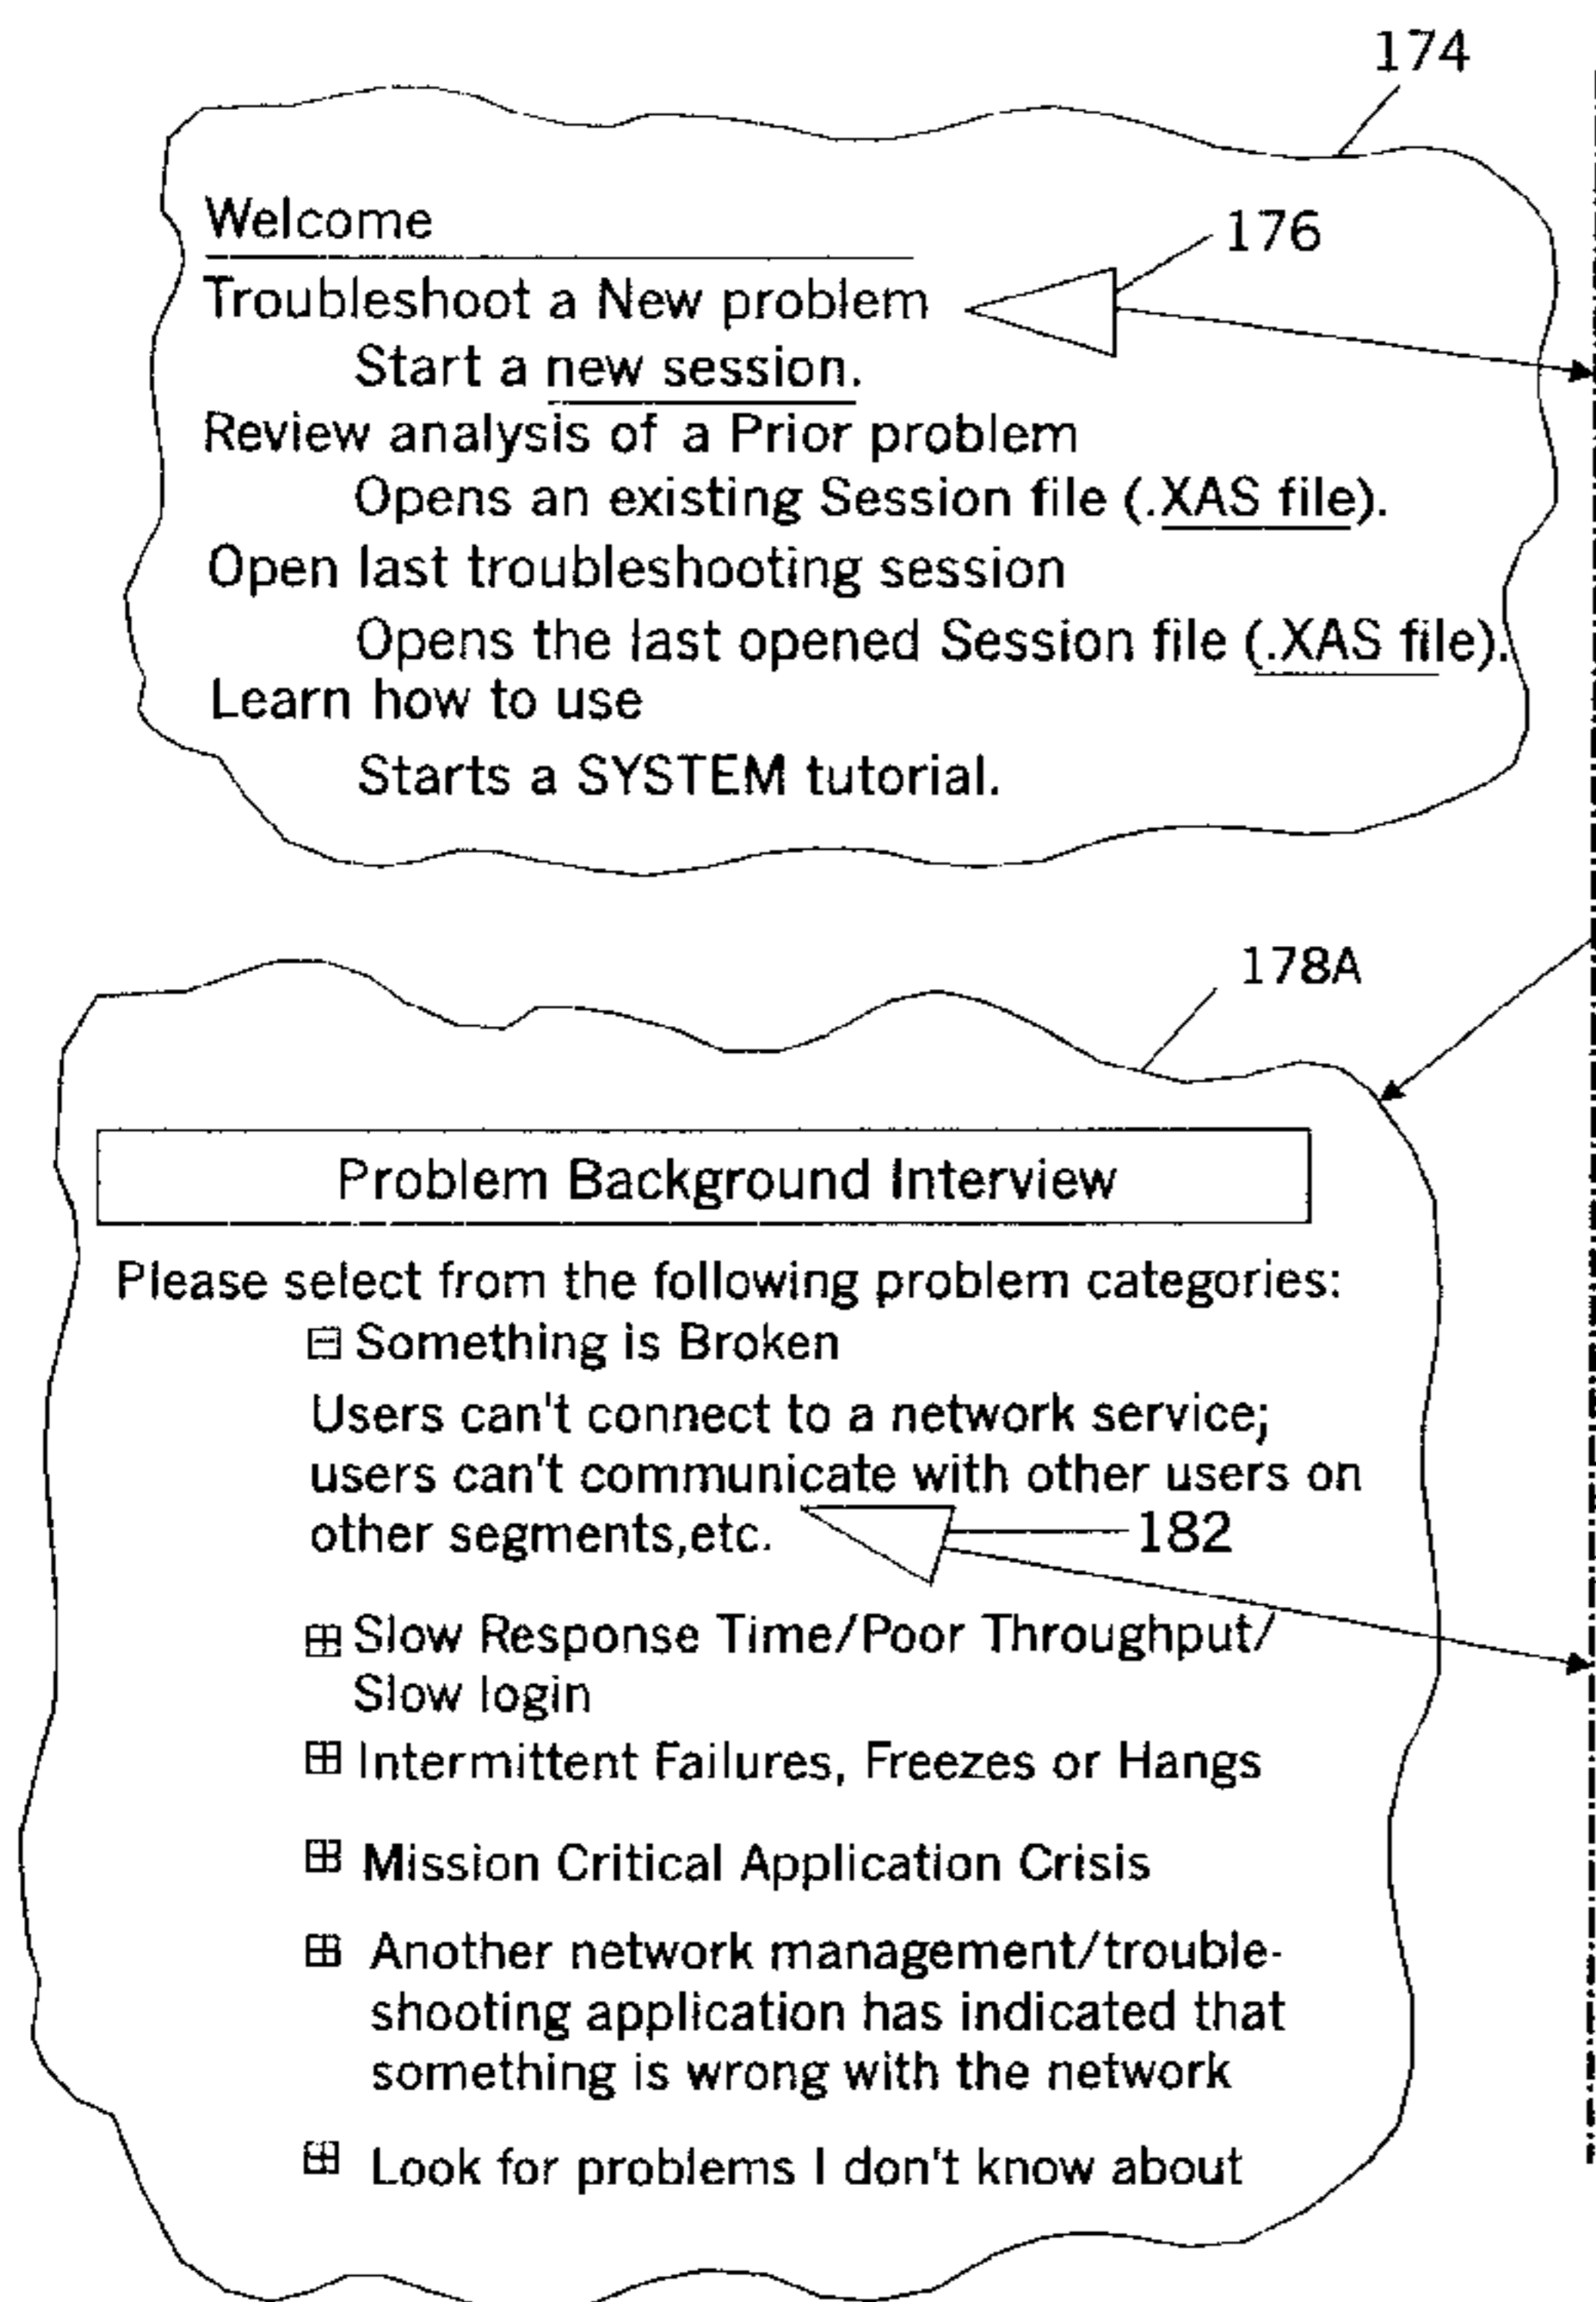 174
Welcome
176
Troubleshoot a New problem
Start a new session.
Review analysis of a Prior problem
Opens an existing Session file (.XAS file).
Open last troubleshooting session
Opens the last opened Session file (.XAS file).
Learn how to use
Starts a SYSTEM tutorial.
178A
Problem Background Interview
Please select from the following problem categories:
⊟ Something is Broken
Users can't connect to a network service;
users can't communicate with other users on
other segments,etc.
182
⊞ Slow Response Time/Poor Throughput/
Slow login
⊞ Intermittent Failures, Freezes or Hangs
⊞ Mission Critical Application Crisis
⊞ Another network management/trouble-
shooting application has indicated that
something is wrong with the network
⊞ Look for problems I don't know about